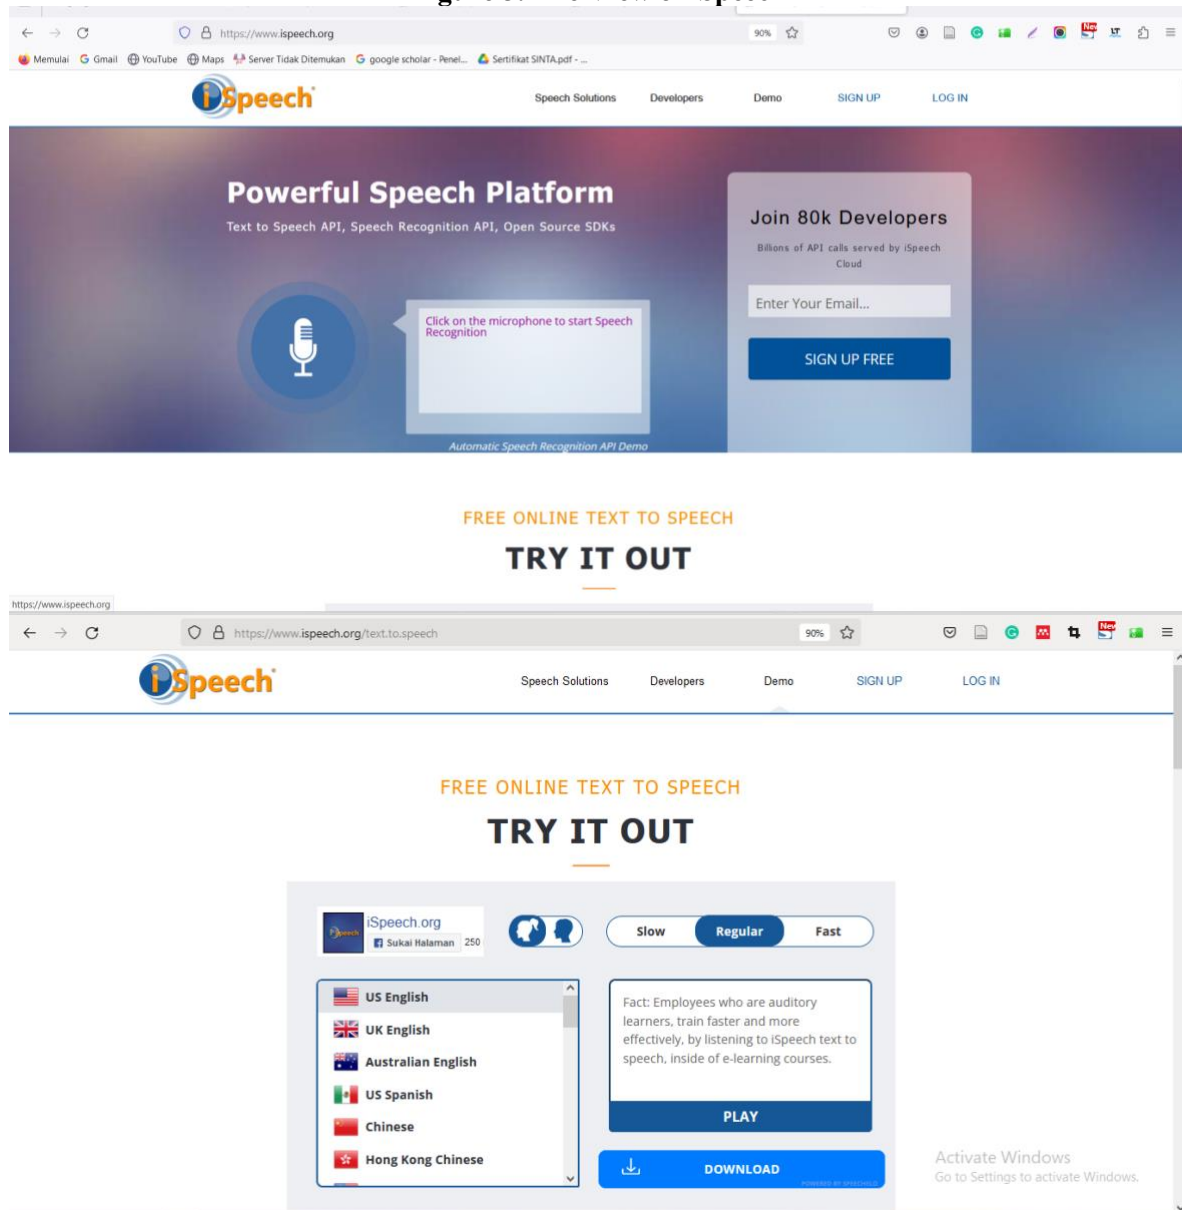 https://www.ispeech.org
90%
New
LT
Memulai G Gmail YouTube Maps Server Tidak Ditemukan G google scholar - Penel... Sertifikat SINTA.pdf - ...
iSpeech Speech Solutions Developers Demo SIGN UP LOG IN
Powerful Speech Platform
Text to Speech API, Speech Recognition API, Open Source SDKs
Click on the microphone to start Speech
Recognition
Automatic Speech Recognition API Demo
Join 80k Developers
Billions of API calls served by iSpeech
Cloud
Enter Your Email...
SIGN UP FREE
FREE ONLINE TEXT TO SPEECH
TRY IT OUT
https://www.ispeech.org
https://www.ispeech.org/text.to.speech
90%
New
iSpeech Speech Solutions Developers Demo SIGN UP LOG IN
FREE ONLINE TEXT TO SPEECH
TRY IT OUT
iSpeech.org
Sukai Halaman 250
Slow Regular Fast
US English
UK English
Australian English
US Spanish
Chinese
Hong Kong Chinese
Fact: Employees who are auditory
learners, train faster and more
effectively, by listening to iSpeech text to
speech, inside of e-learning courses.
PLAY
DOWNLOAD
POWERED BY SPEECHELO
Activate Windows
Go to Settings to activate Windows.